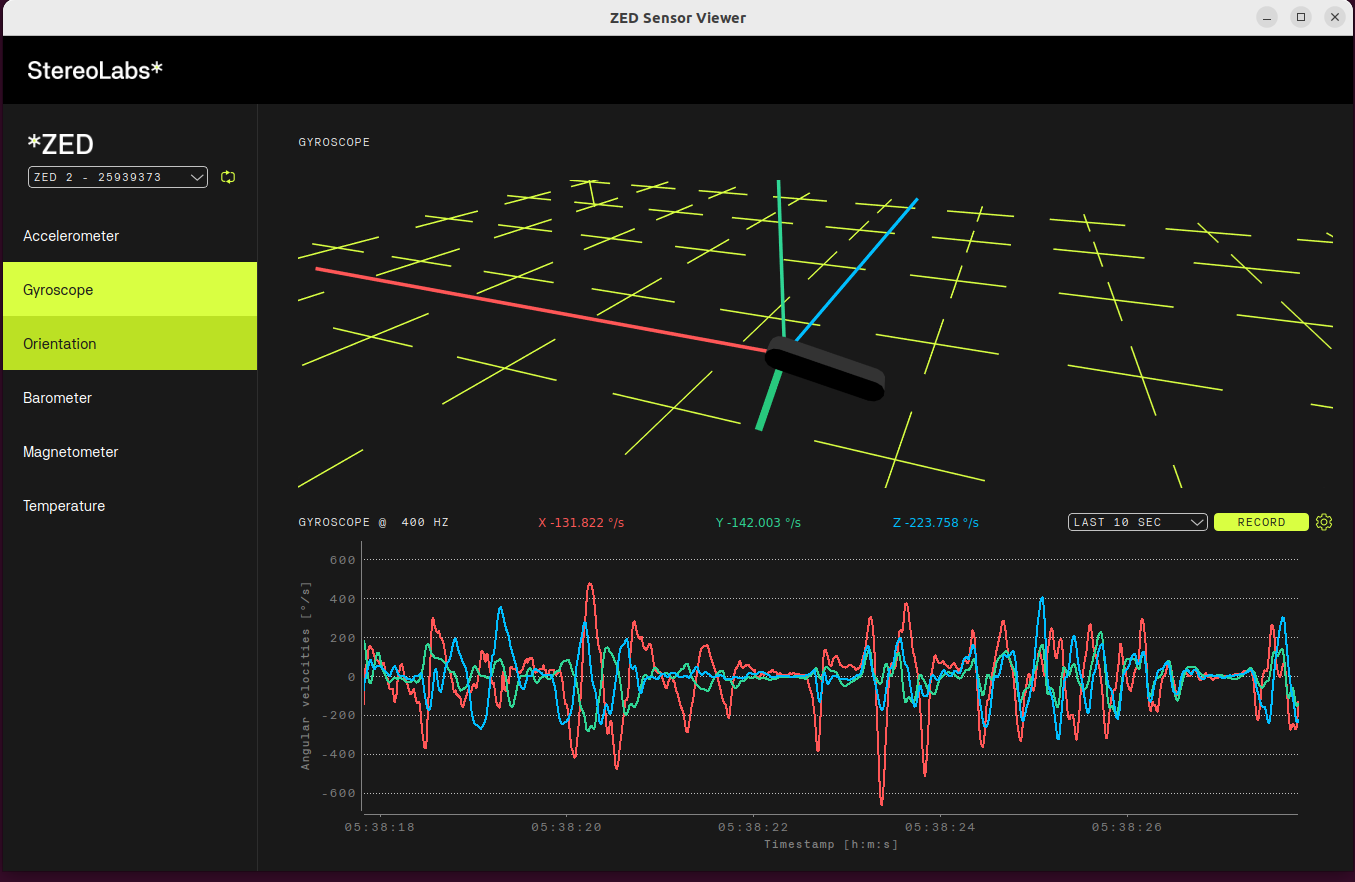 ZED Sensor Viewer
StereoLabs*
*ZED
ZED 2 - 25939373
Accelerometer
Gyroscope
Orientation
Barometer
Magnetometer
Temperature
GYROSCOPE
GYROSCOPE @ 400 HZ
X -131.822 °/s
Y -142.003 °/s
Z -223.758 °/s
LAST 10 SEC
RECORD
Angular velocities [°/s]
600
400
200
0
-200
-400
-600
05:38:18 05:38:20 05:38:22 05:38:24 05:38:26
Timestamp [h:m:s]